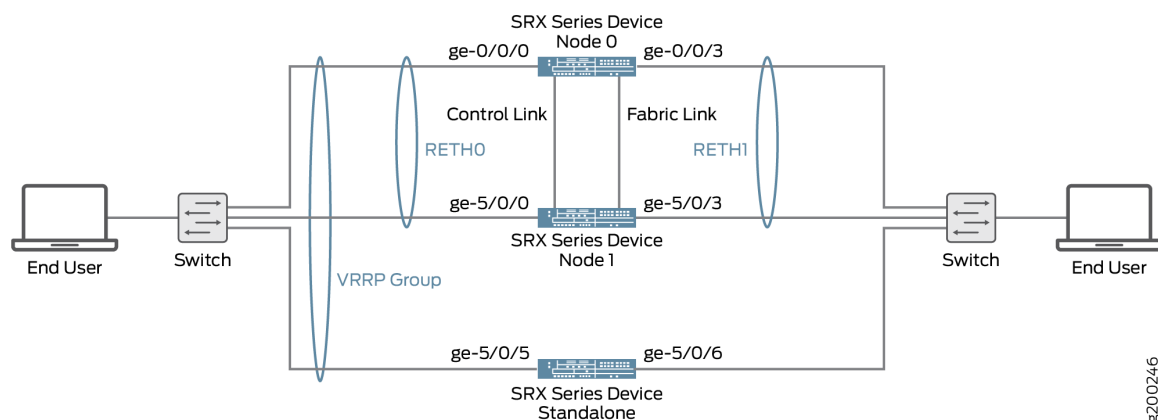 SRX Series Device
Node 0
ge-0/0/0
ge-0/0/3
Control Link
Fabric Link
RETH0
RETH1
ge-5/0/0
ge-5/0/3
SRX Series Device
Node 1
End User
Switch
VRRP Group
Switch
End User
ge-5/0/5
ge-5/0/6
SRX Series Device
Standalone
g200246